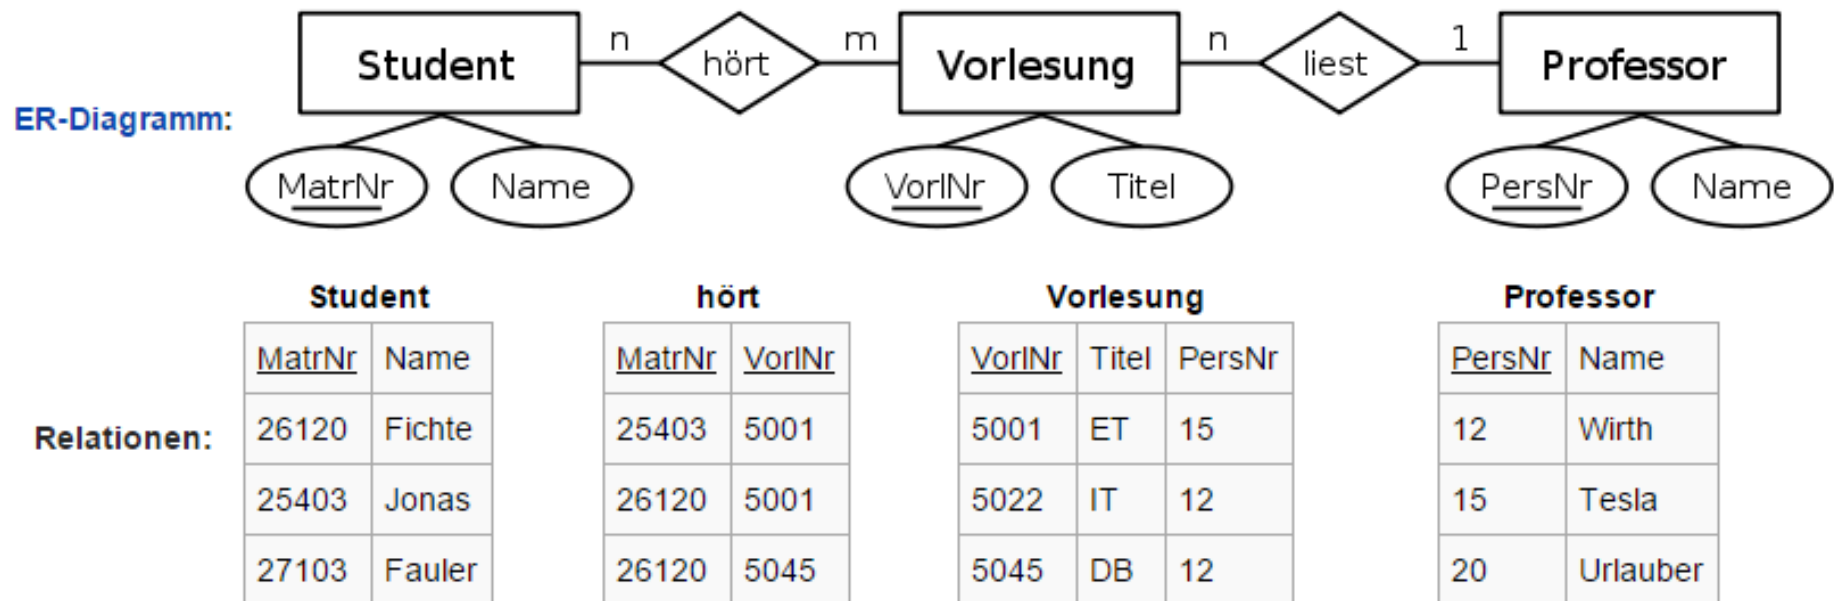 n m n 1
Student hört Vorlesung liest Professor
ER-Diagramm:
MatrNr Name VorlNr Titel PersNr Name
Student hört Vorlesung Professor
MatrNr Name MatrNr VorlNr VorlNr Titel PersNr PersNr Name
Relationen: 26120 Fichte 25403 5001 5001 ET 15 12 Wirth
25403 Jonas 26120 5001 5022 IT 12 15 Tesla
27103 Fauler 26120 5045 5045 DB 12 20 Urlauber